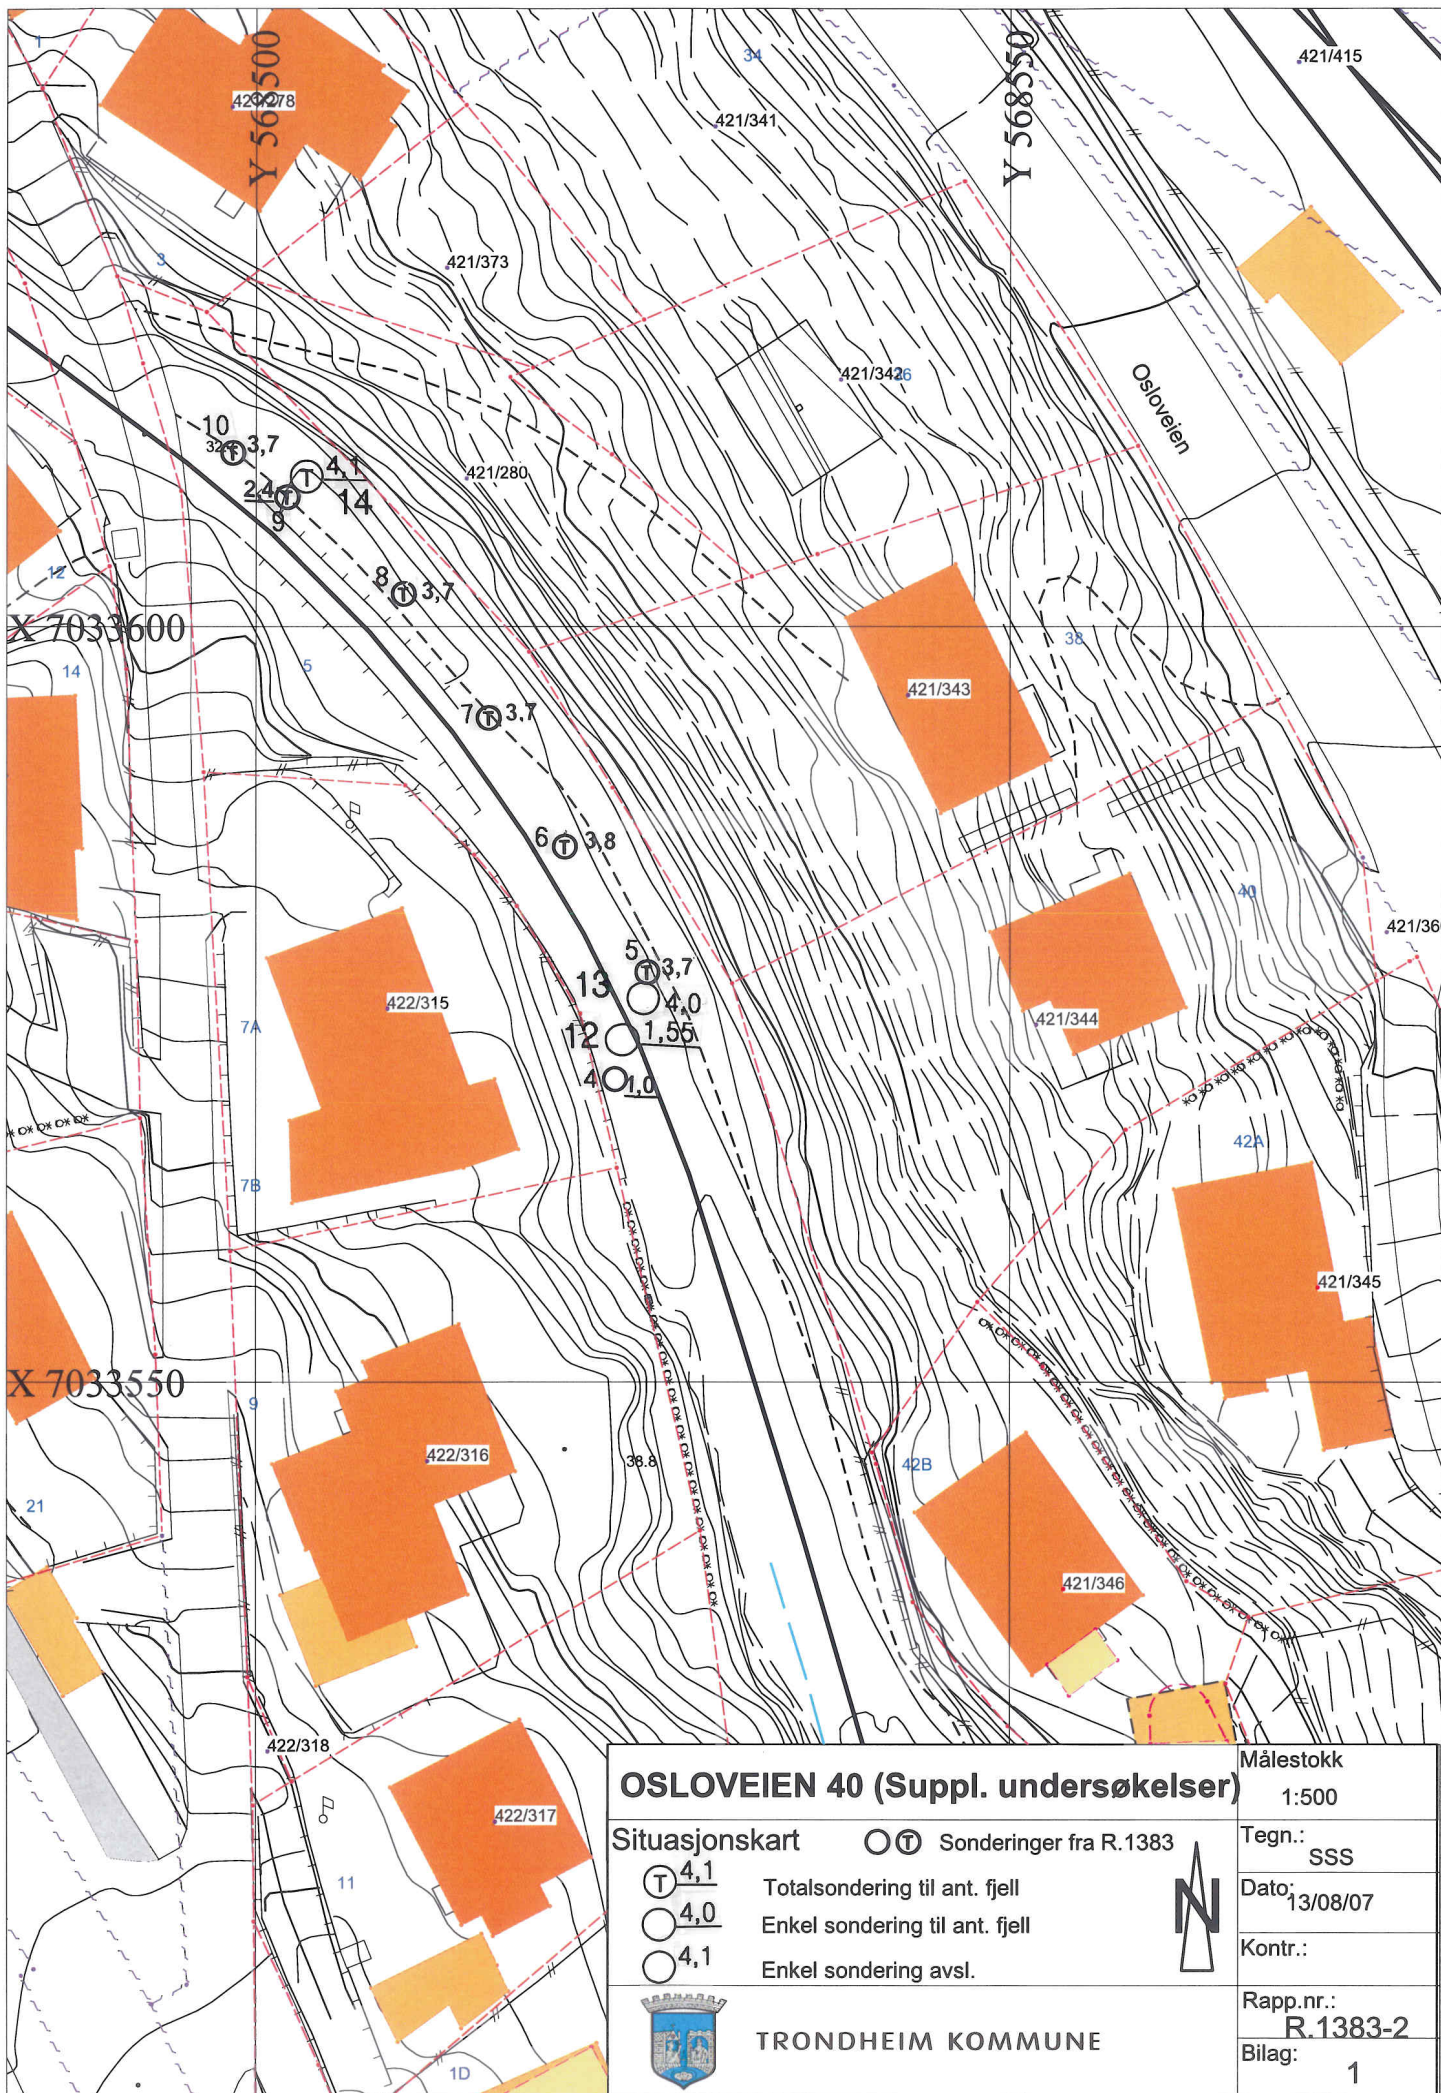 1
Y 568500
Y 568550
34
421/415
421/278
421/341
3
421/373
421/342
36
Osloveien
10
3,7
4,1
14
2,4
9
421/280
8
3,7
12
X 7033600
14
5
38
421/343
7
3,7
6
3,8
40
421/36
5
3,7
13
4,0
422/315
7A
12
1,55
421/344
4
1,0
42A
7B
421/345
X 7033550
9
422/316
38.8
42B
21
421/346
422/318
422/317
11
1D
OSLOVEIEN 40 (Suppl. undersøkelser)
Målestokk
1:500
Situasjonskart
T Sonderinger fra R.1383
T 4,1 Totalsondering til ant. fjell
4,0 Enkel sondering til ant. fjell
4,1 Enkel sondering avsl.
N
Tegn.:
SSS
Dato:
13/08/07
Kontr.:
Rapp.nr.:
R.1383-2
Bilag:
1
TRONDHEIM KOMMUNE